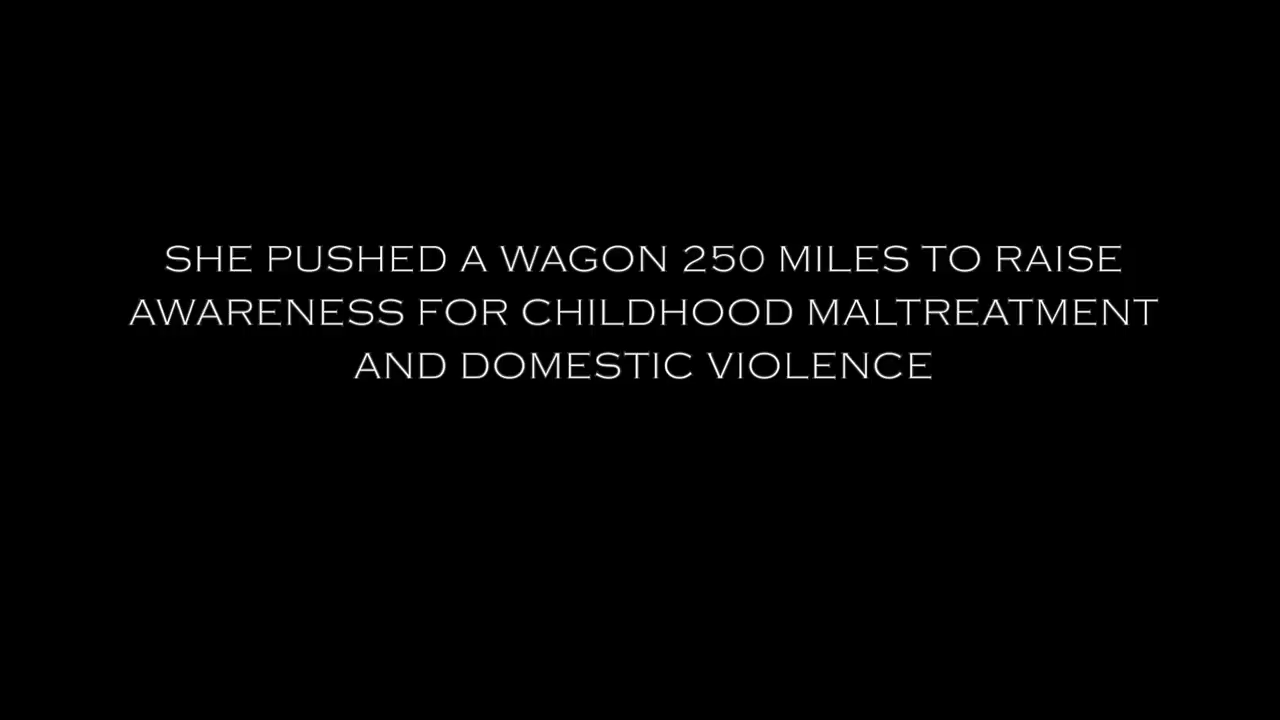 SHE PUSHED A WAGON 250 MILES TO RAISE
AWARENESS FOR CHILDHOOD MALTREATMENT
AND DOMESTIC VIOLENCE